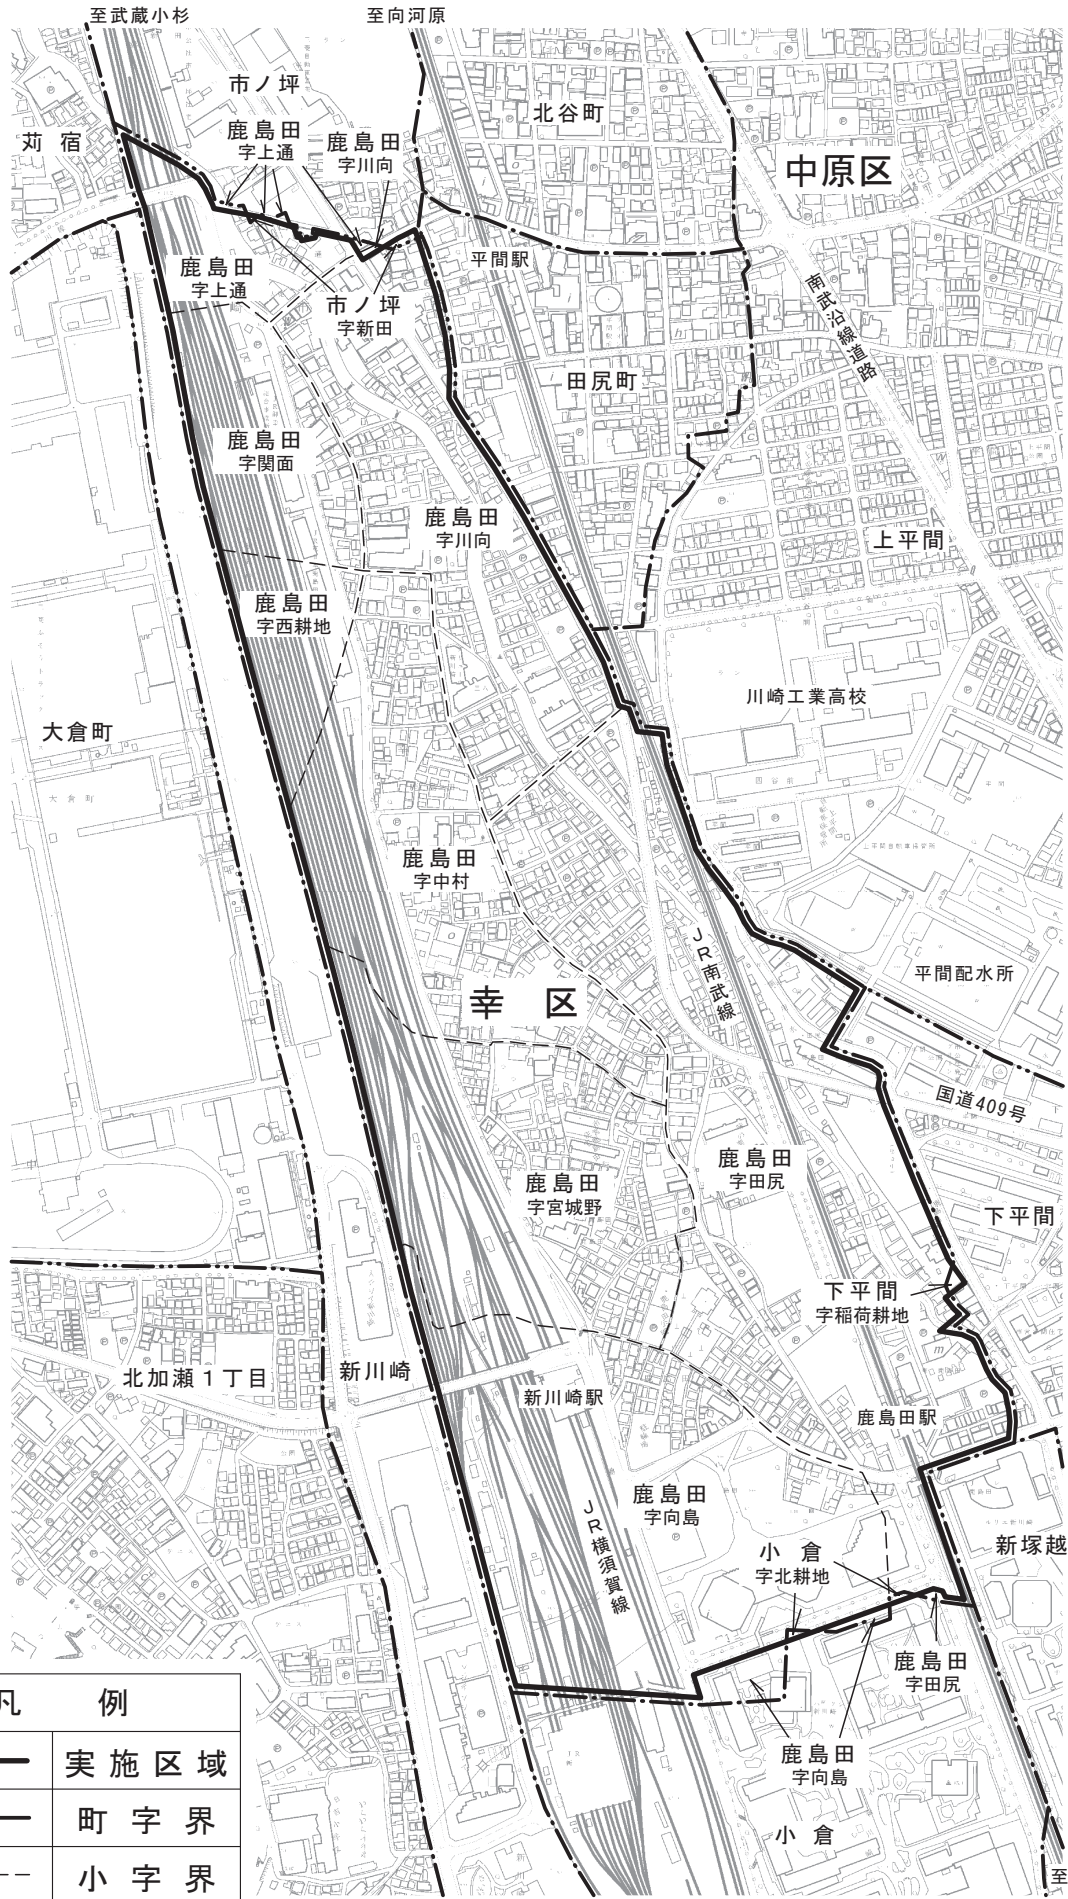 至武蔵小杉
至向河原
市ノ坪
北谷町
苅宿
鹿島田
字上通
鹿島田
字川向
中原区
平間駅
鹿島田
字上通
市ノ坪
字新田
南武沿線道路
田尻町
鹿島田
字関面
鹿島田
字川向
上平間
鹿島田
字西耕地
川崎工業高校
大倉町
大倉町
鹿島田
字中村
JR南武線
平間配水所
幸区
国道409号
鹿島田
字田尻
鹿島田
字宮城野
下平間
下平間
字稲荷耕地
北加瀬1丁目
新川崎
新川崎駅
鹿島田駅
鹿島田
字向島
JR横須賀線
小倉
字北耕地
新塚越
鹿島田
字田尻
鹿島田
字向島
小倉
至
凡例
実施区域
町字界
小字界